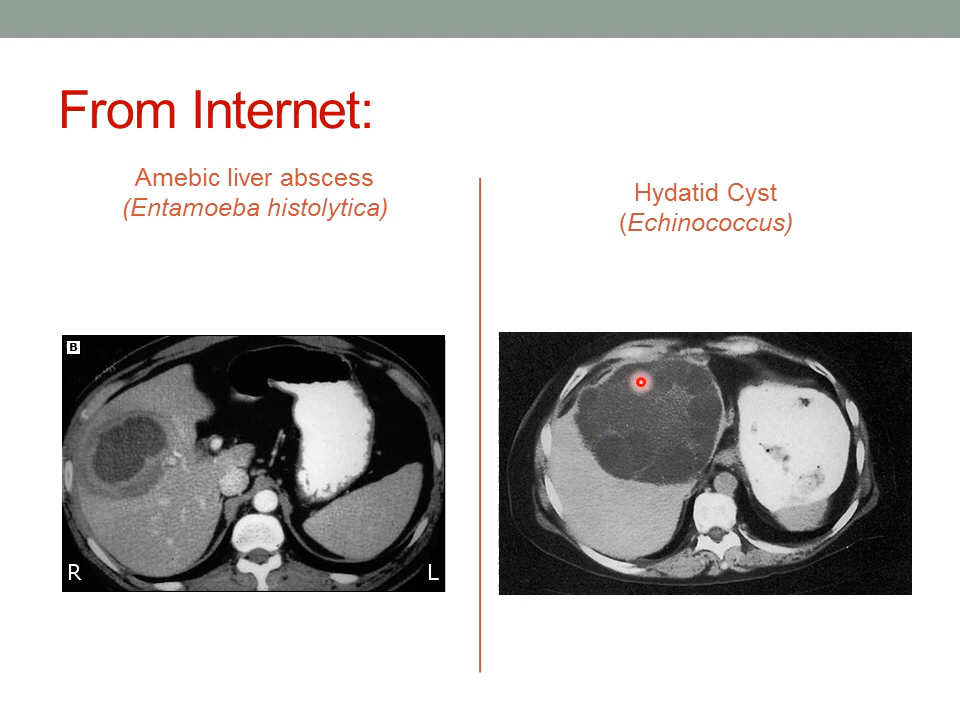 From Internet:
Amebic liver abscess
(Entamoeba histolytica)
Hydatid Cyst
(Echinococcus)
B
R
L